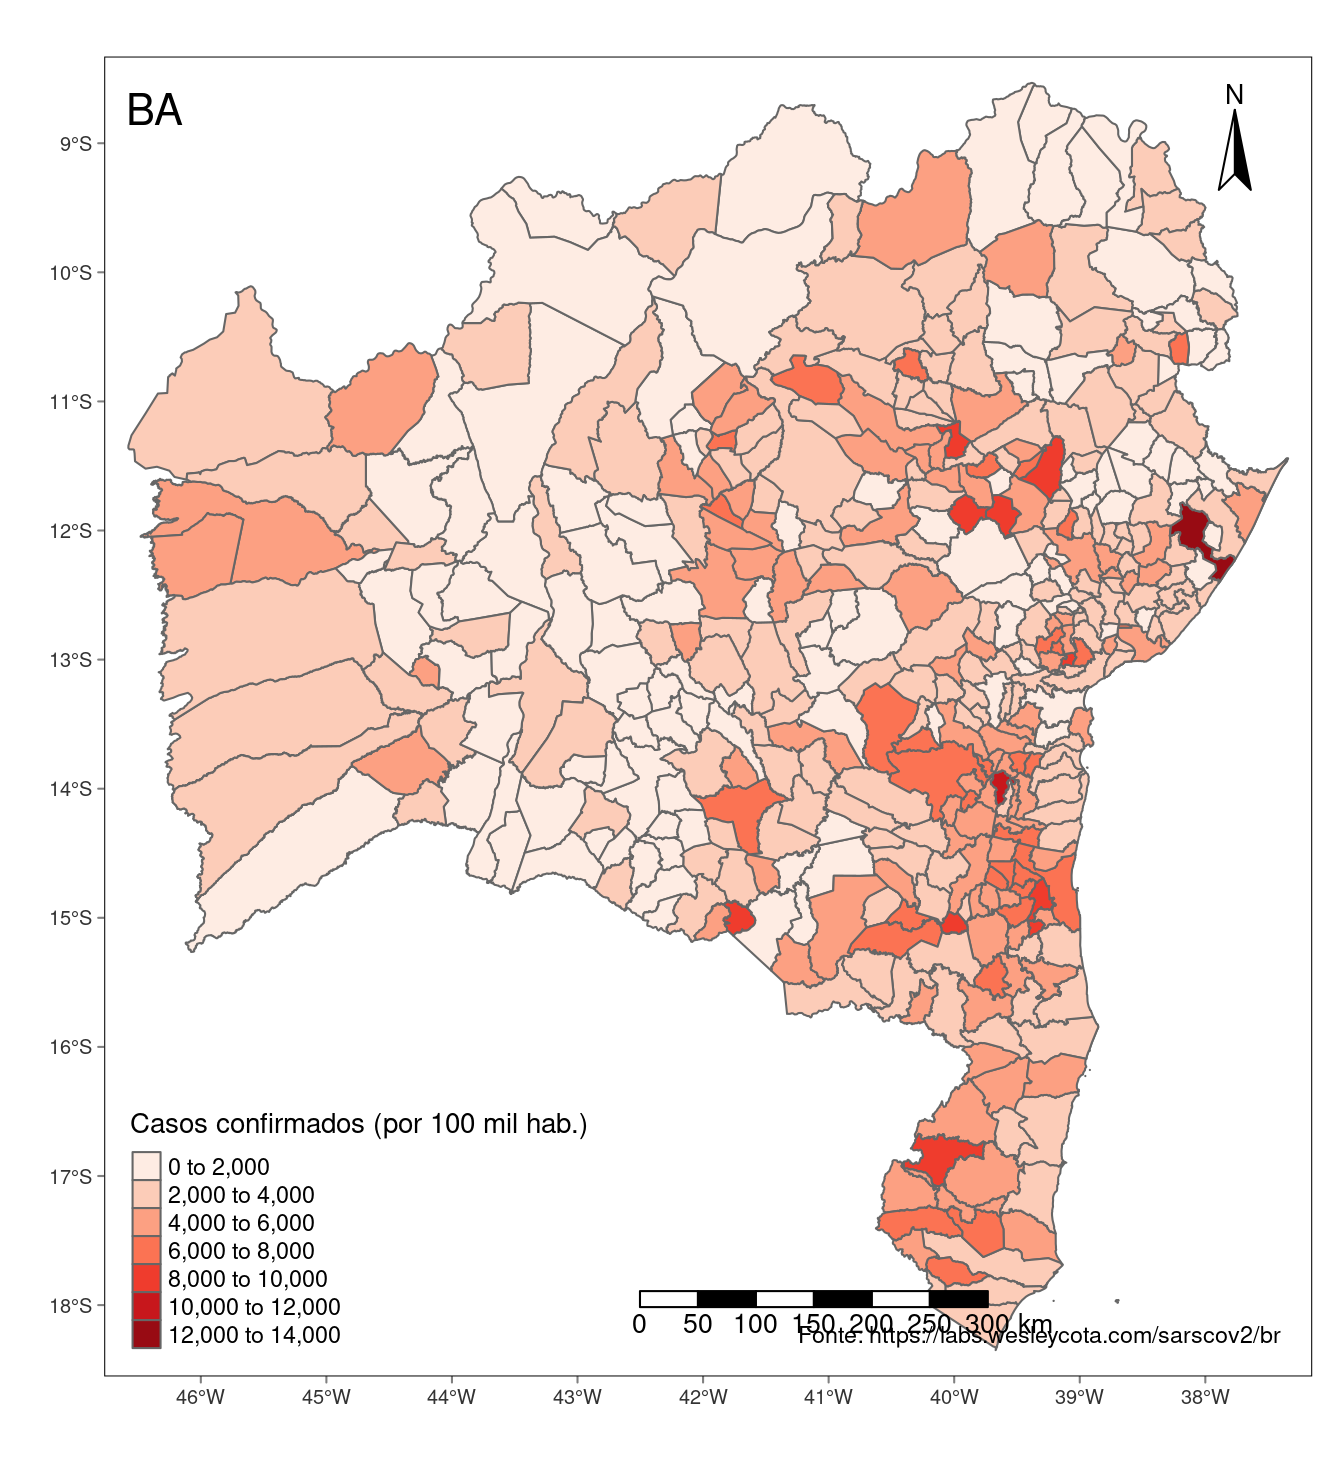 BA
N
9°S
10°S
11°S
12°S
13°S
14°S
15°S
16°S
17°S
18°S
Casos confirmados (por 100 mil hab.)
0 to 2,000
2,000 to 4,000
4,000 to 6,000
6,000 to 8,000
8,000 to 10,000
10,000 to 12,000
12,000 to 14,000
0 50 100 150 200 250 300 km
Fonte: https://labs.wesleycota.com/sarscov2/br
46°W 45°W 44°W 43°W 42°W 41°W 40°W 39°W 38°W